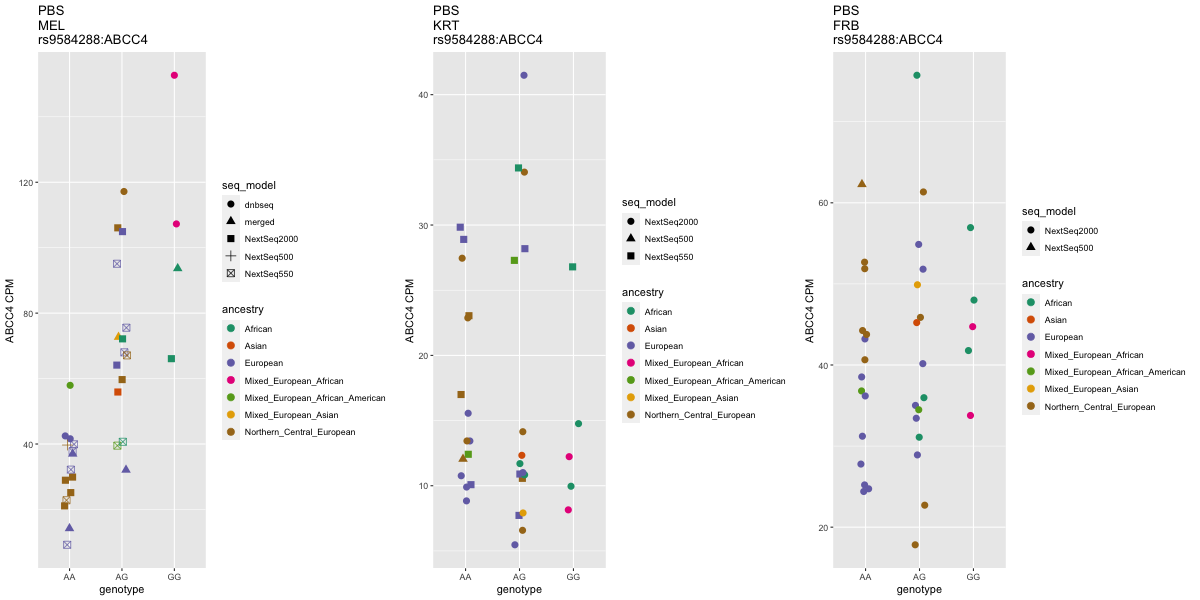 PBS
MEL
rs9584288:ABCC4
ABCC4 CPM
120
80
40
AA
AG
GG
genotype
seq_model
dnbseq
merged
NextSeq2000
NextSeq500
NextSeq550
ancestry
African
Asian
European
Mixed_European_African
Mixed_European_African_American
Mixed_European_Asian
Northern_Central_European
PBS
KRT
rs9584288:ABCC4
ABCC4 CPM
40
30
20
10
AA
AG
GG
genotype
seq_model
NextSeq2000
NextSeq500
NextSeq550
ancestry
African
Asian
European
Mixed_European_African
Mixed_European_African_American
Mixed_European_Asian
Northern_Central_European
PBS
FRB
rs9584288:ABCC4
ABCC4 CPM
60
40
20
AA
AG
GG
genotype
seq_model
NextSeq2000
NextSeq500
ancestry
African
Asian
European
Mixed_European_African
Mixed_European_African_American
Mixed_European_Asian
Northern_Central_European